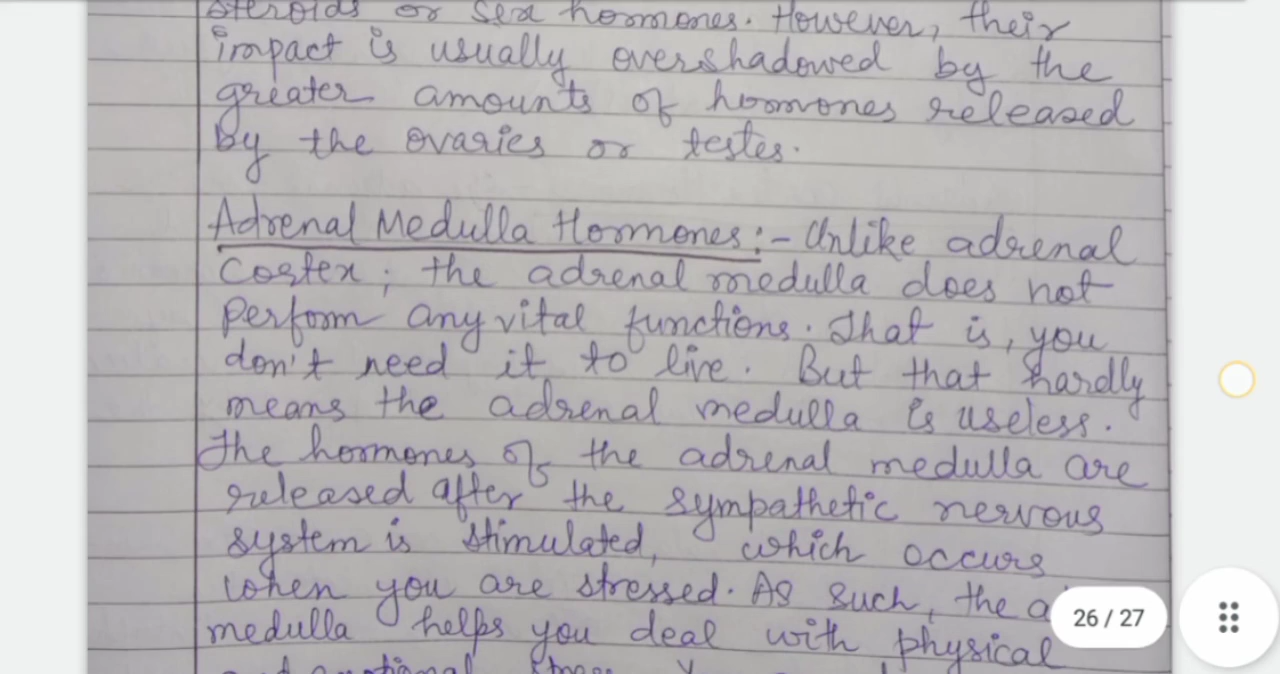 steroids or sex hormones. However, their
impact is usually overshadowed by the
greater amounts of hormones released
by the ovaries or testes.
Adrenal Medulla Hormones :- Unlike adrenal
Cortex ; the adrenal medulla does not
perform any vital functions. That is, you
don't need it to live. But that hardly
means the adrenal medulla is useless.
The hormones of the adrenal medulla are
released after the sympathetic nervous
system is stimulated, which occurs
when you are stressed. As such, the a
medulla helps you deal with physical
and emotional stress
26 / 27